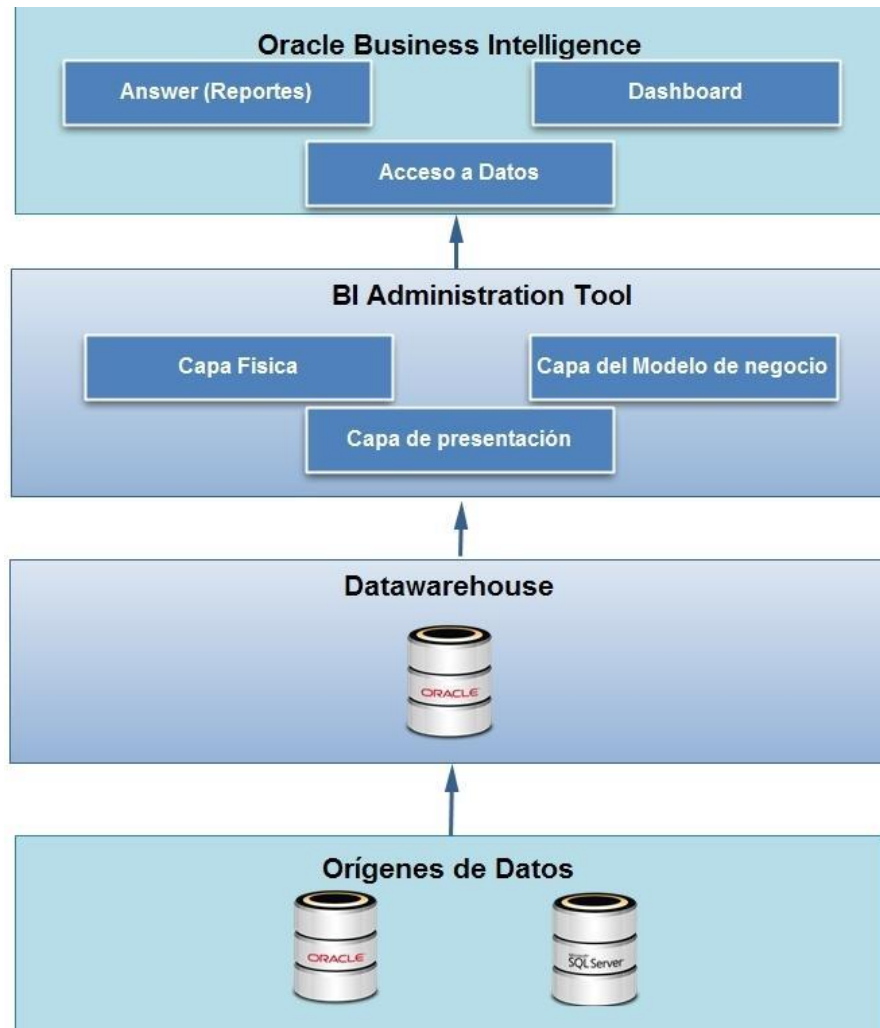 Oracle Business Intelligence
Answer (Reportes)
Dashboard
Acceso a Datos
BI Administration Tool
Capa Fisica
Capa del Modelo de negocio
Capa de presentación
Datawarehouse
ORACLE
Orígenes de Datos
ORACLE
Microsoft
SQL Server